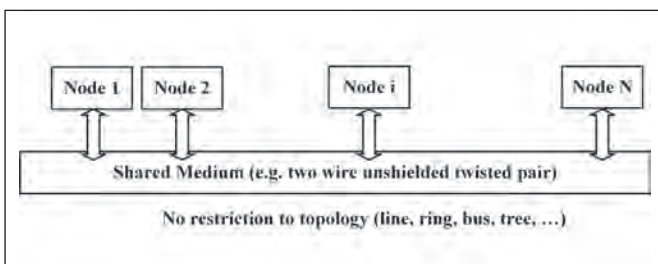 Node 1 Node 2 Node i Node N
Shared Medium (e.g. two wire unshielded twisted pair)
No restriction to topology (line, ring, bus, tree, …)